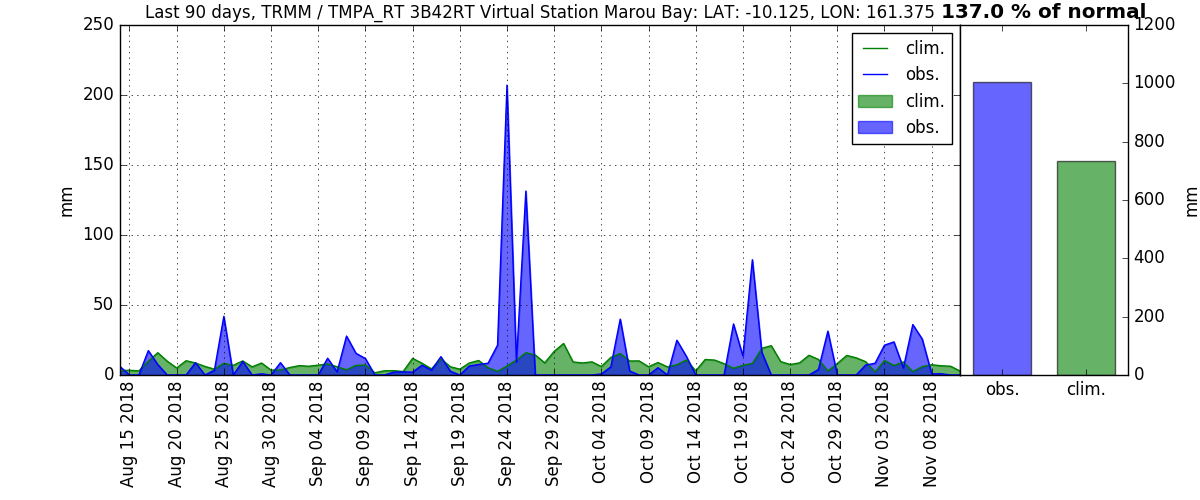 Last 90 days, TRMM / TMPA_RT 3B42RT Virtual Station Marou Bay: LAT: -10.125, LON: 161.375 137.0 % of normal
250
200
150
100
50
0
mm
clim.
obs.
clim.
obs.
Aug 15 2018
Aug 20 2018
Aug 25 2018
Aug 30 2018
Sep 04 2018
Sep 09 2018
Sep 14 2018
Sep 19 2018
Sep 24 2018
Sep 29 2018
Oct 04 2018
Oct 09 2018
Oct 14 2018
Oct 19 2018
Oct 24 2018
Oct 29 2018
Nov 03 2018
Nov 08 2018
1200
1000
800
600
400
200
0
mm
obs.
clim.